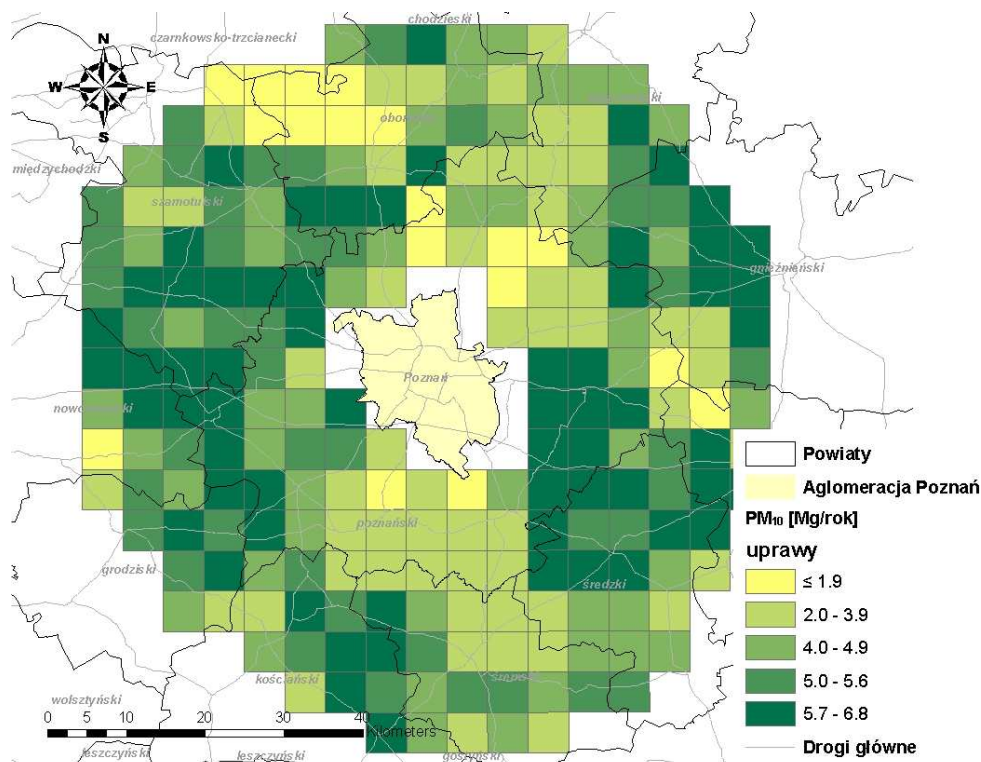 chodzieski
czarnkowsko-trzcianecki
N
W E
S
obornicki
międzychodzki
szamotulski
gnieźnieński
Poznań
nowotomyski
Powiaty
Aglomeracja Poznań
poznański
PM₁₀ [Mg/rok]
uprawy
grodziski
średzki
≤ 1.9
2.0 - 3.9
4.0 - 4.9
kościański
śremski
5.0 - 5.6
wolsztyński
5.7 - 6.8
0 5 10 20 30 40
Kilometers
Drogi główne
leszczyński
leszczyński
gostyński